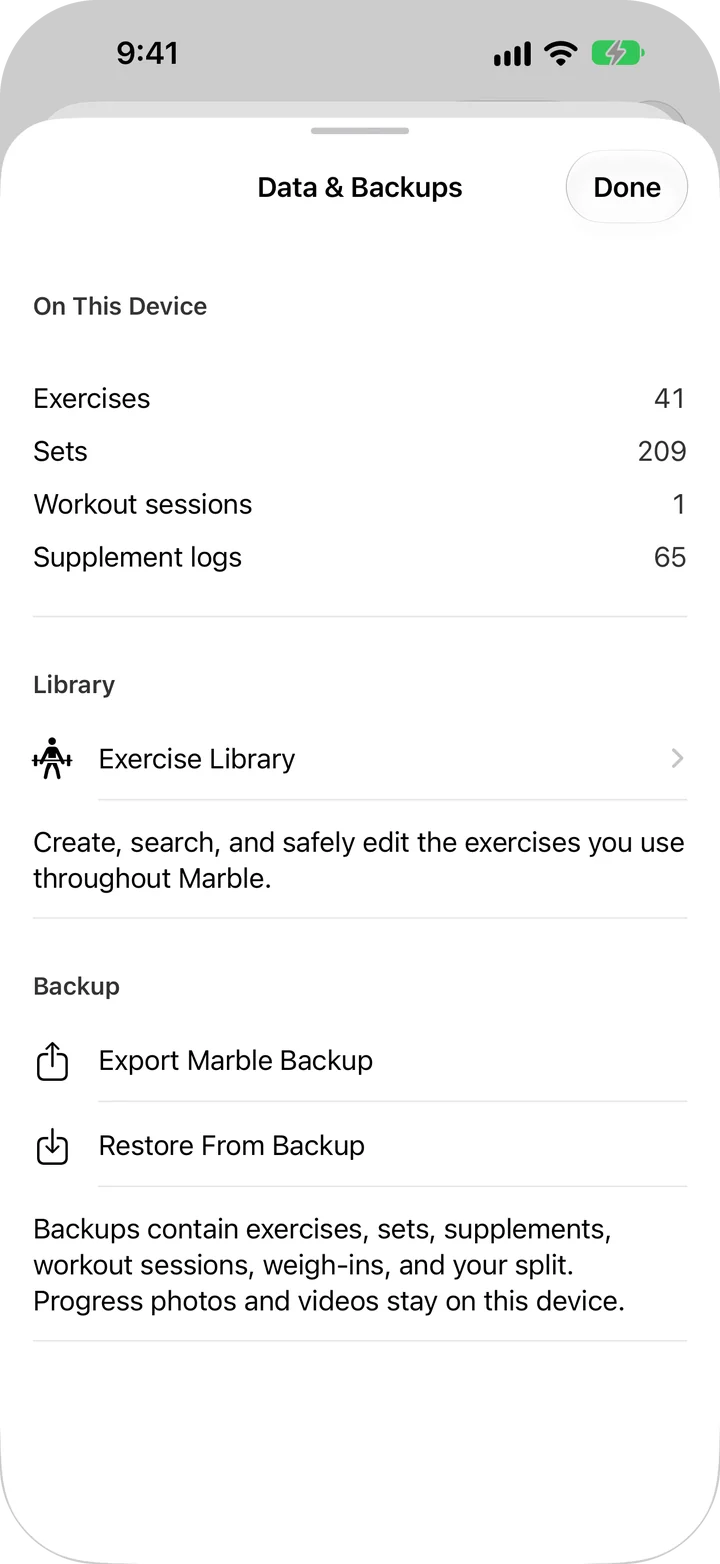 9:41
Data & Backups
Done
On This Device
Exercises 41
Sets 209
Workout sessions 1
Supplement logs 65
Library
Exercise Library
Create, search, and safely edit the exercises you use
throughout Marble.
Backup
Export Marble Backup
Restore From Backup
Backups contain exercises, sets, supplements,
workout sessions, weigh-ins, and your split.
Progress photos and videos stay on this device.